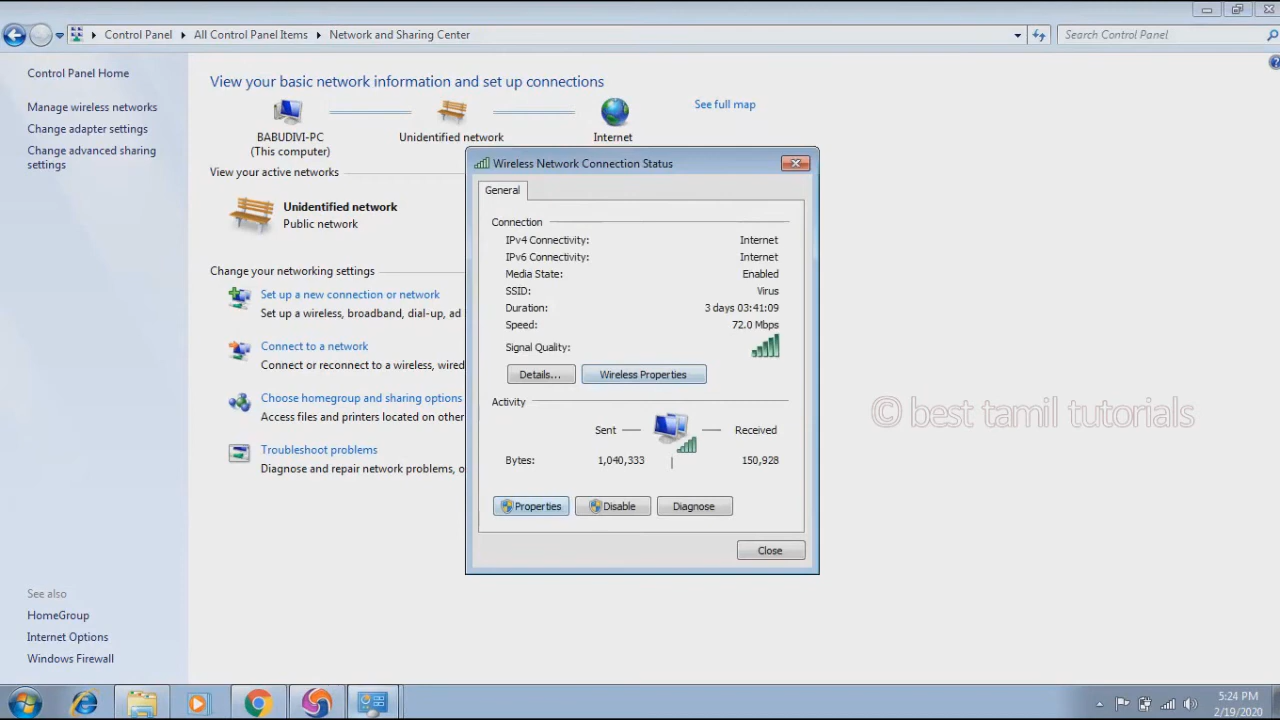 Control Panel
All Control Panel Items
Network and Sharing Center
Search Control Panel
Control Panel Home
Manage wireless networks
Change adapter settings
Change advanced sharing
settings
See also
HomeGroup
Internet Options
Windows Firewall
View your basic network information and set up connections
See full map
BABUDIVI-PC
(This computer)
Unidentified network
Internet
View your active networks
Unidentified network
Public network
Change your networking settings
Set up a new connection or network
Set up a wireless, broadband, dial-up, ad
Connect to a network
Connect or reconnect to a wireless, wired
Choose homegroup and sharing options
Access files and printers located on other
Troubleshoot problems
Diagnose and repair network problems, o
Wireless Network Connection Status
General
Connection
IPv4 Connectivity: Internet
IPv6 Connectivity: Internet
Media State: Enabled
SSID: Virus
Duration: 3 days 03:41:09
Speed: 72.0 Mbps
Signal Quality:
Details... Wireless Properties
Activity
Sent Received
Bytes: 1,040,333 150,928
Properties Disable Diagnose
Close
© best tamil tutorials
5:24 PM
2/19/2020